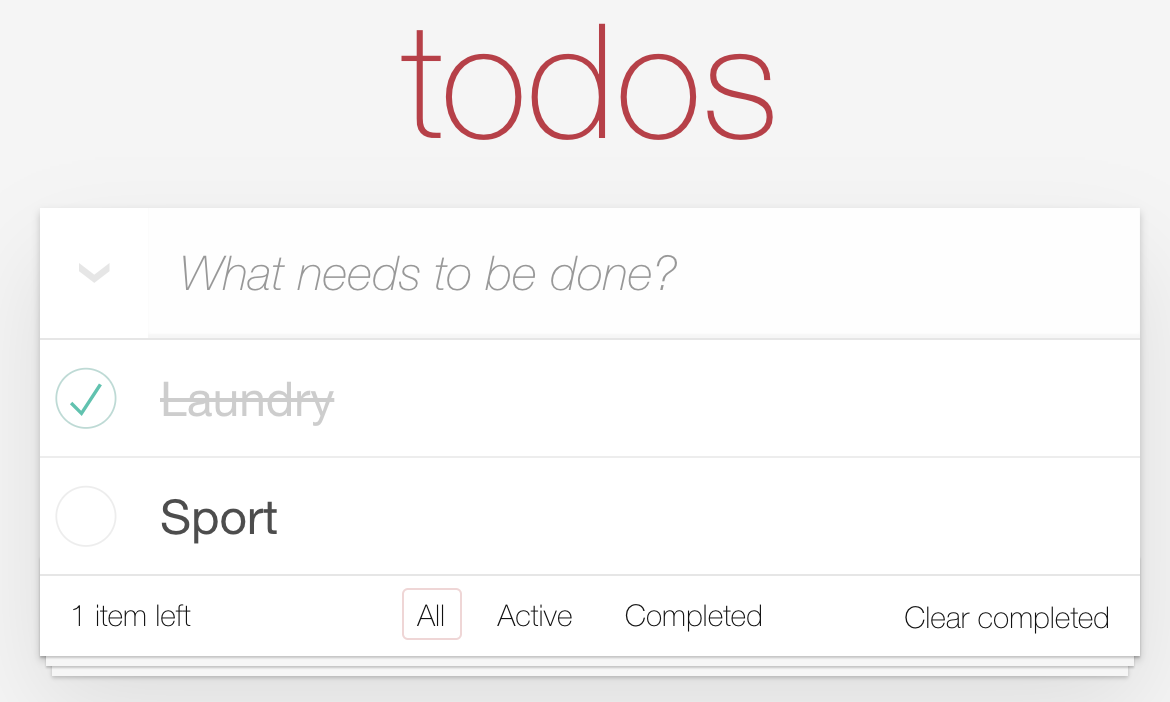 todos
What needs to be done?
Laundry
Sport
1 item left All Active Completed Clear completed